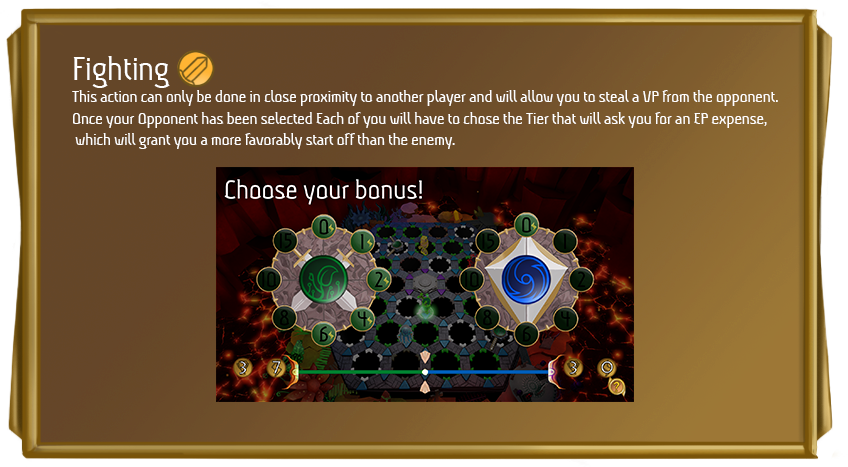 Fighting
This action can only be done in close proximity to another player and will allow you to steal a VP from the opponent.
Once your Opponent has been selected Each of you will have to chose the Tier that will ask you for an EP expense,
which will grant you a more favorably start off than the enemy.
Choose your bonus!
0 0
15 1 15 1
10 2 10 2
8 4 8 4
6 6
3 7 3 0
?